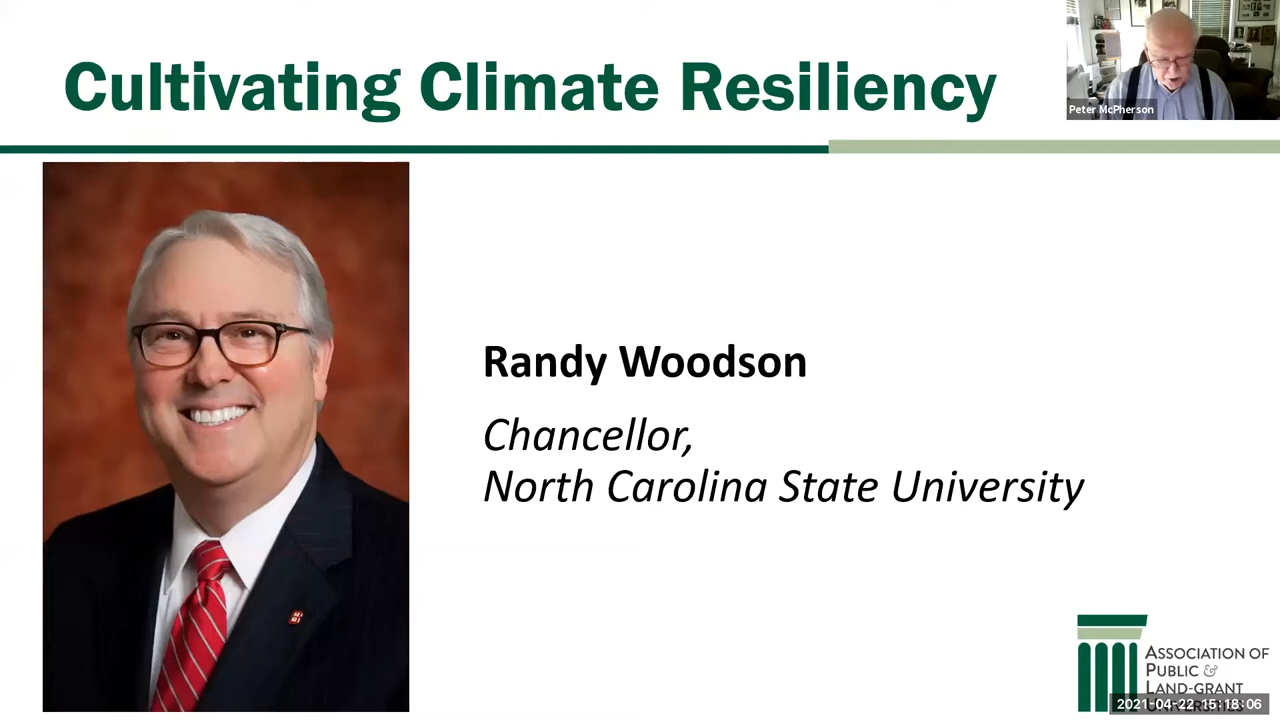 Cultivating Climate Resiliency
Peter McPherson
Randy Woodson
Chancellor,
North Carolina State University
ASSOCIATION OF
PUBLIC &
LAND-GRANT
UNIVERSITIES
2021-04-22 15:18:06